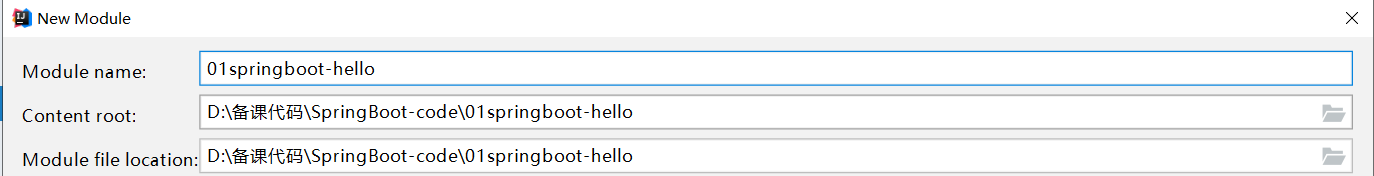 New Module
Module name: 01springboot-hello
Content root: D:\备课代码\SpringBoot-code\01springboot-hello
Module file location: D:\备课代码\SpringBoot-code\01springboot-hello